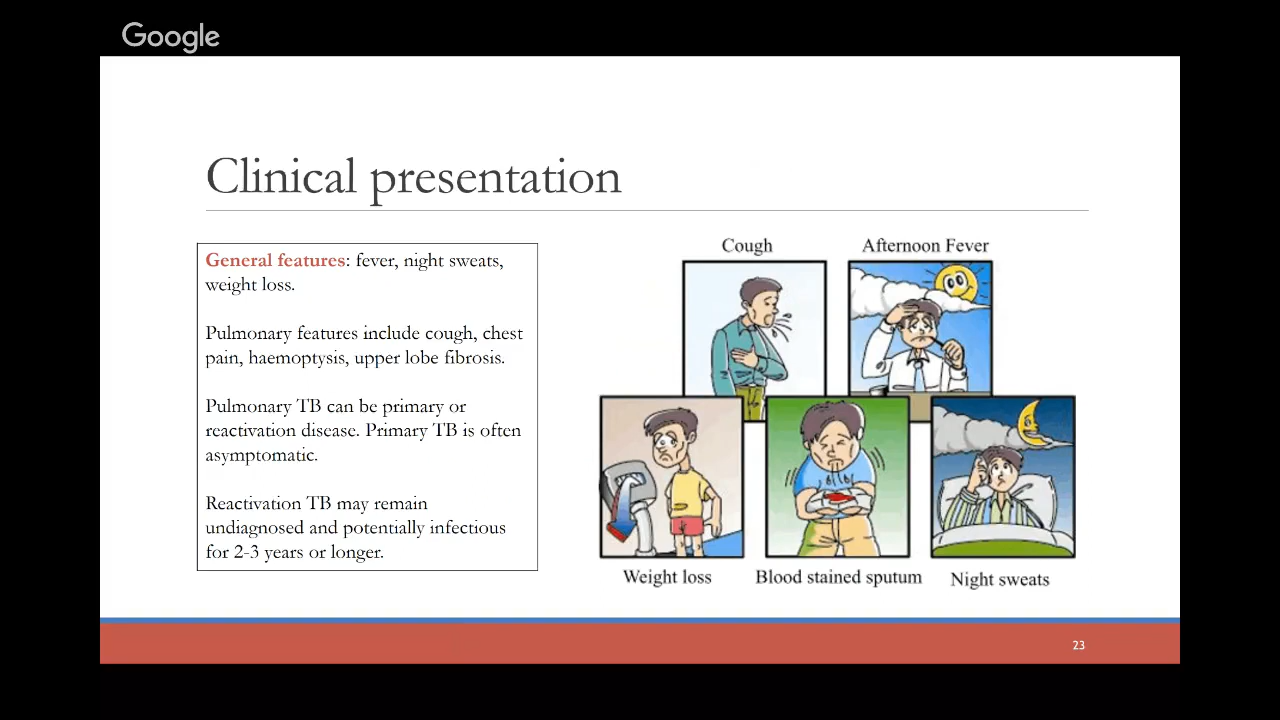 Google
Clinical presentation
General features: fever, night sweats,
weight loss.
Pulmonary features include cough, chest
pain, haemoptysis, upper lobe fibrosis.
Pulmonary TB can be primary or
reactivation disease. Primary TB is often
asymptomatic.
Reactivation TB may remain
undiagnosed and potentially infectious
for 2-3 years or longer.
Cough
Afternoon Fever
Weight loss
Blood stained sputum
Night sweats
23